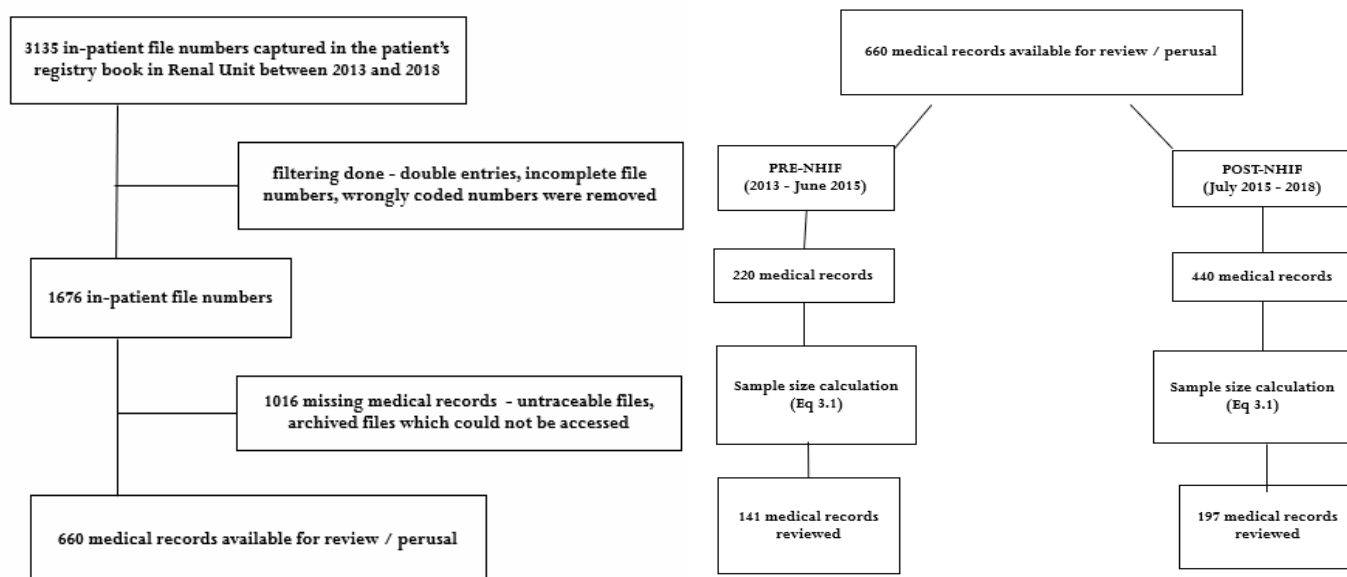 3135 in-patient file numbers captured in the patient's
registry book in Renal Unit between 2013 and 2018
filtering done - double entries, incomplete file
numbers, wrongly coded numbers were removed
1676 in-patient file numbers
1016 missing medical records - untraceable files,
archived files which could not be accessed
660 medical records available for review / perusal
660 medical records available for review / perusal
PRE-NHIF
(2013 - June 2015)
220 medical records
Sample size calculation
(Eq 3.1)
141 medical records
reviewed
POST-NHIF
(July 2015 - 2018)
440 medical records
Sample size calculation
(Eq 3.1)
197 medical records
reviewed